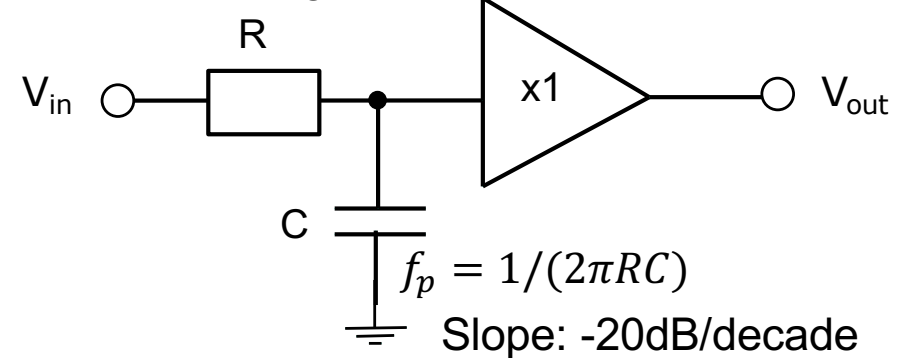 R
V_in
x1
V_out
C
f_p = 1/(2πRC)
Slope: -20dB/decade